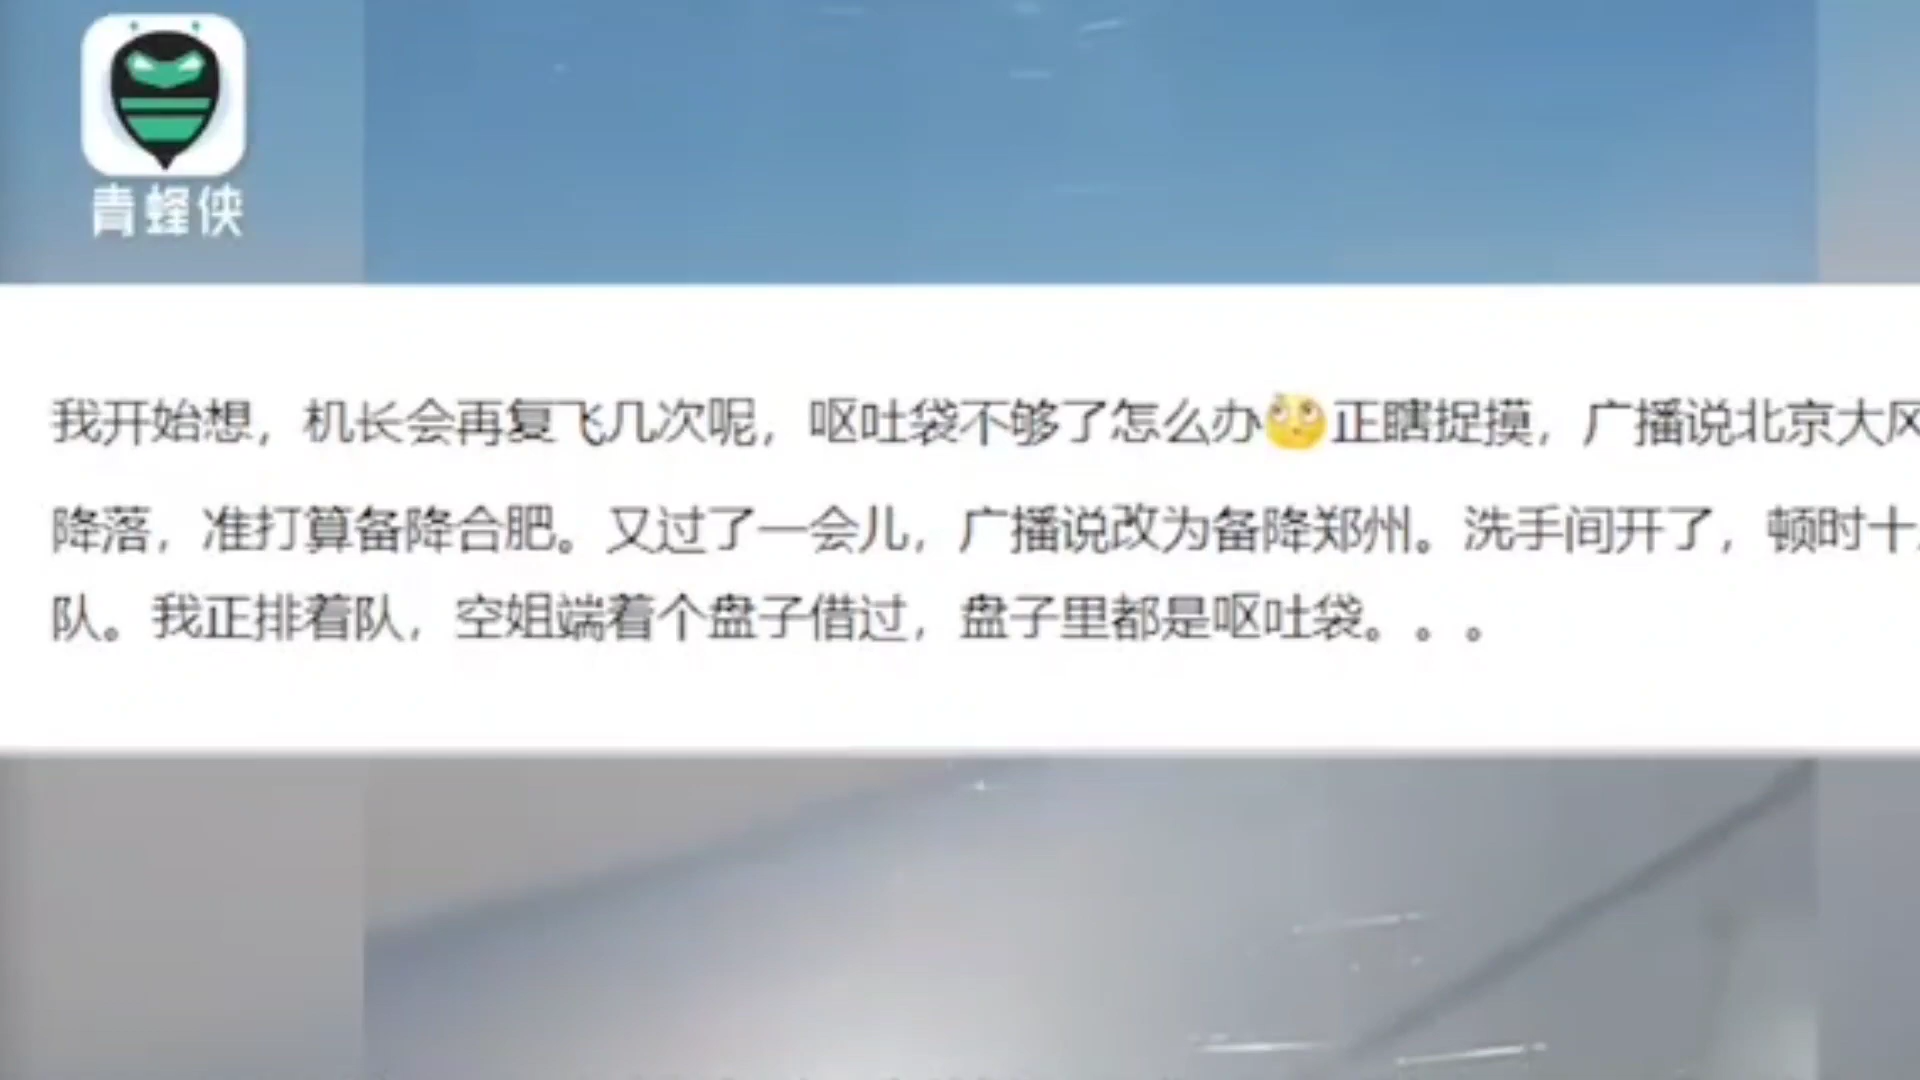 青蜂侠
我开始想，机长会再复飞几次呢，呕吐袋不够了怎么办🙄正瞎捉摸，广播说北京大风
降落，准打算备降合肥。又过了一会儿，广播说改为备降郑州。洗手间开了，顿时十
队。我正排着队，空姐端着个盘子借过，盘子里都是呕吐袋。。。